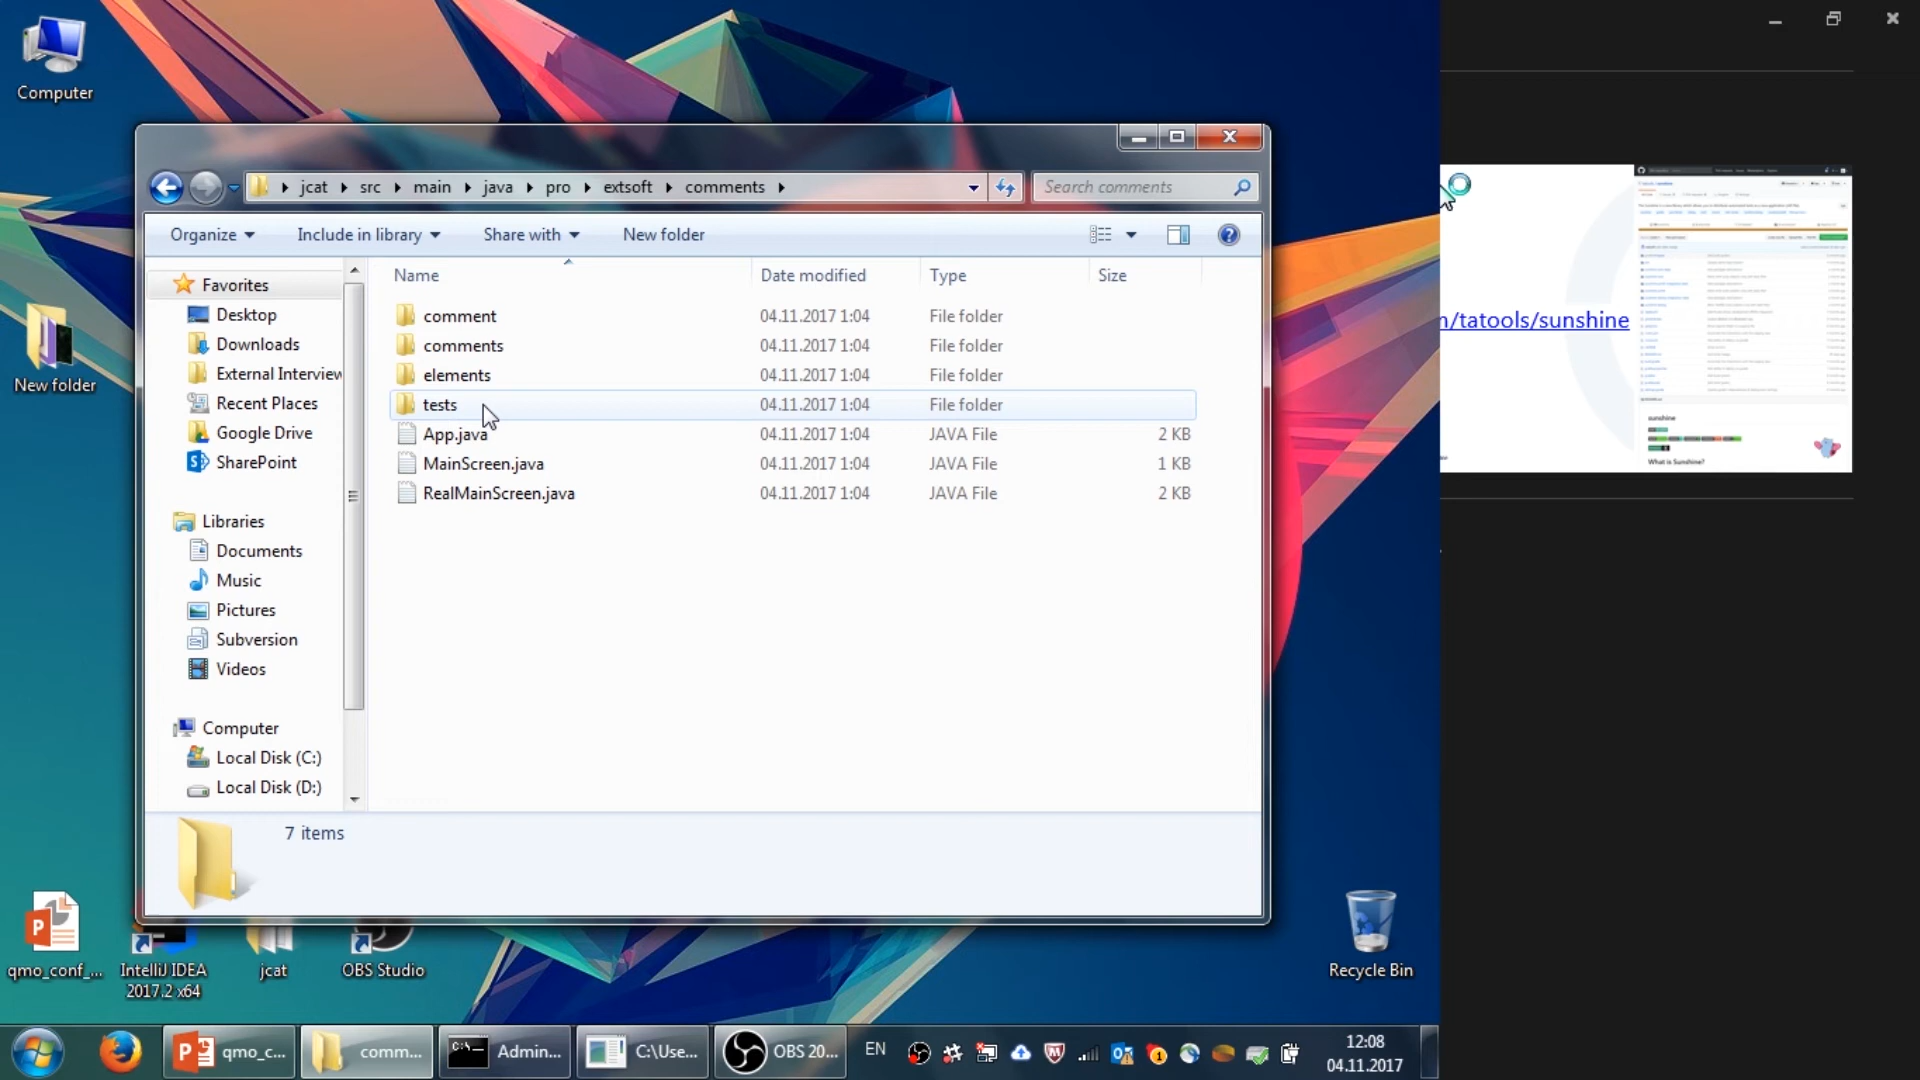 Computer
jcat src main java pro extsoft comments
Search comments
Organize Include in library Share with New folder
Name Date modified Type Size
Favorites
Desktop
Downloads
External Interview
Recent Places
Google Drive
SharePoint
Libraries
Documents
Music
Pictures
Subversion
Videos
Computer
Local Disk (C:)
Local Disk (D:)
comment 04.11.2017 1:04 File folder
comments 04.11.2017 1:04 File folder
elements 04.11.2017 1:04 File folder
tests 04.11.2017 1:04 File folder
App.java 04.11.2017 1:04 JAVA File 2 KB
MainScreen.java 04.11.2017 1:04 JAVA File 1 KB
RealMainScreen.java 04.11.2017 1:04 JAVA File 2 KB
7 items
n/tatools/sunshine
sunshine
What is Sunshine?
New folder
qmo_conf_...
IntelliJ IDEA
2017.2 x64
jcat
OBS Studio
Recycle Bin
qmo_c...
comm...
Admin...
C:\Use...
OBS 20...
EN
12:08
04.11.2017